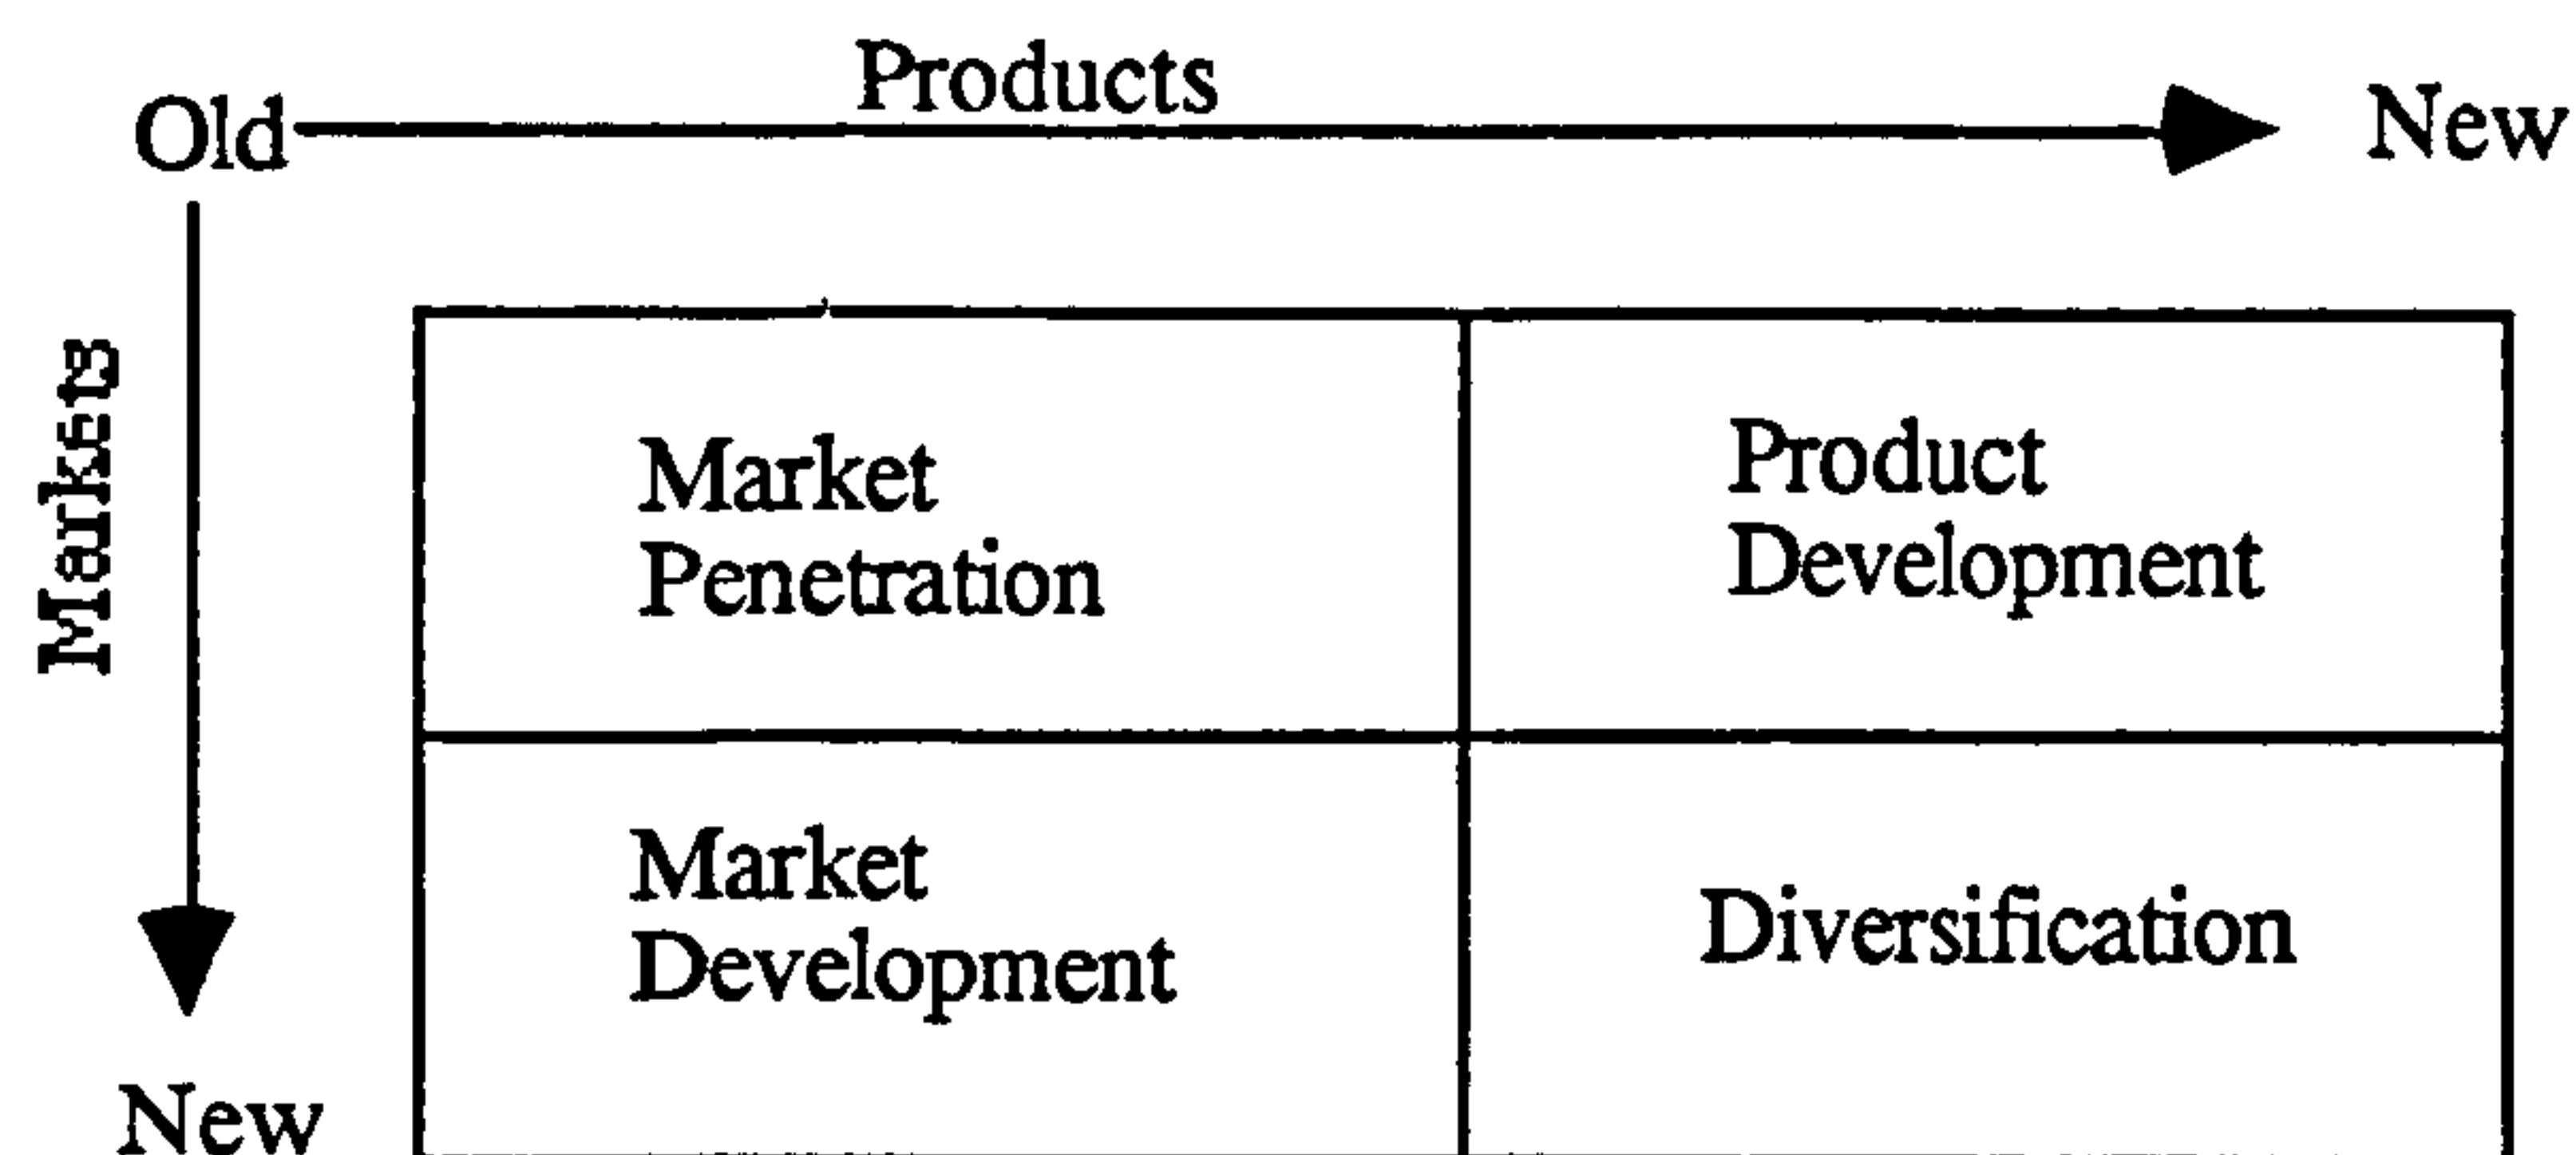 Products
Old New
Markets
Market
Penetration
Product
Development
Market
Development
Diversification
New